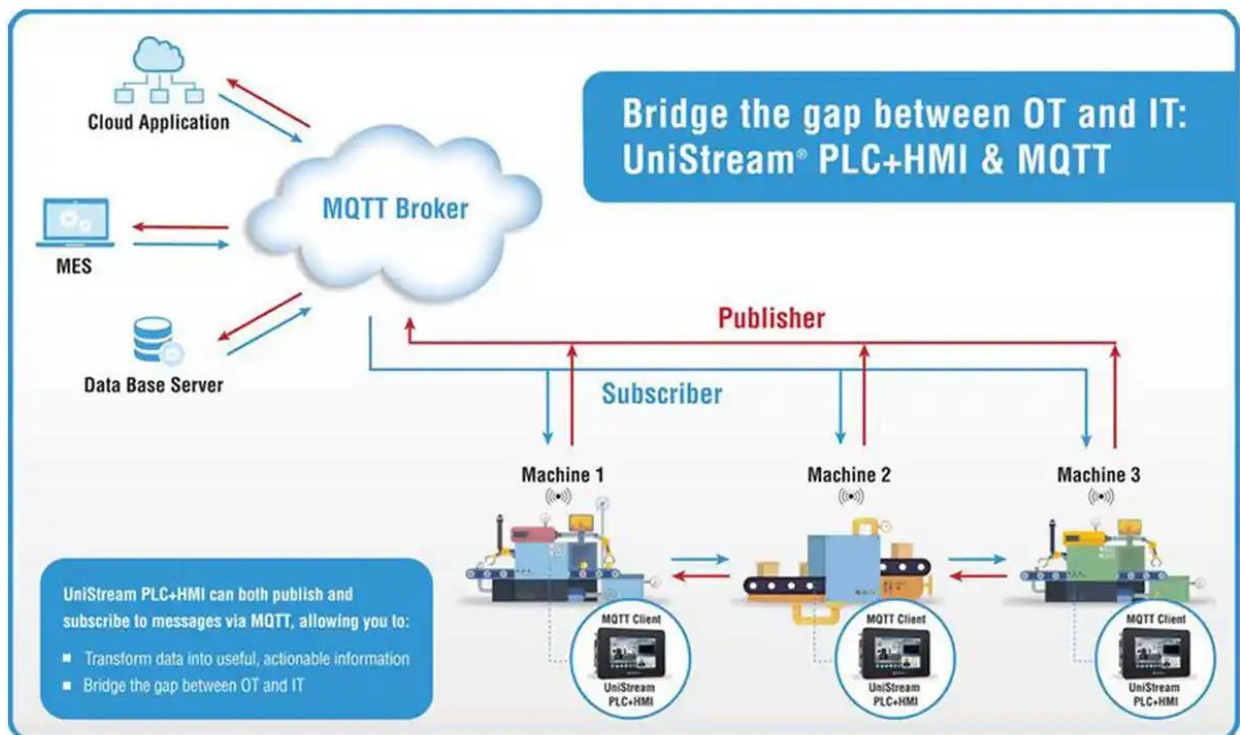 Cloud Application
MES
Data Base Server
MQTT Broker
Bridge the gap between OT and IT:
UniStream® PLC+HMI & MQTT
Publisher
Subscriber
Machine 1
Machine 2
Machine 3
MQTT Client
UniStream
PLC+HMI
MQTT Client
UniStream
PLC+HMI
MQTT Client
UniStream
PLC+HMI
UniStream PLC+HMI can both publish and
subscribe to messages via MQTT, allowing you to:
▪ Transform data into useful, actionable information
▪ Bridge the gap between OT and IT